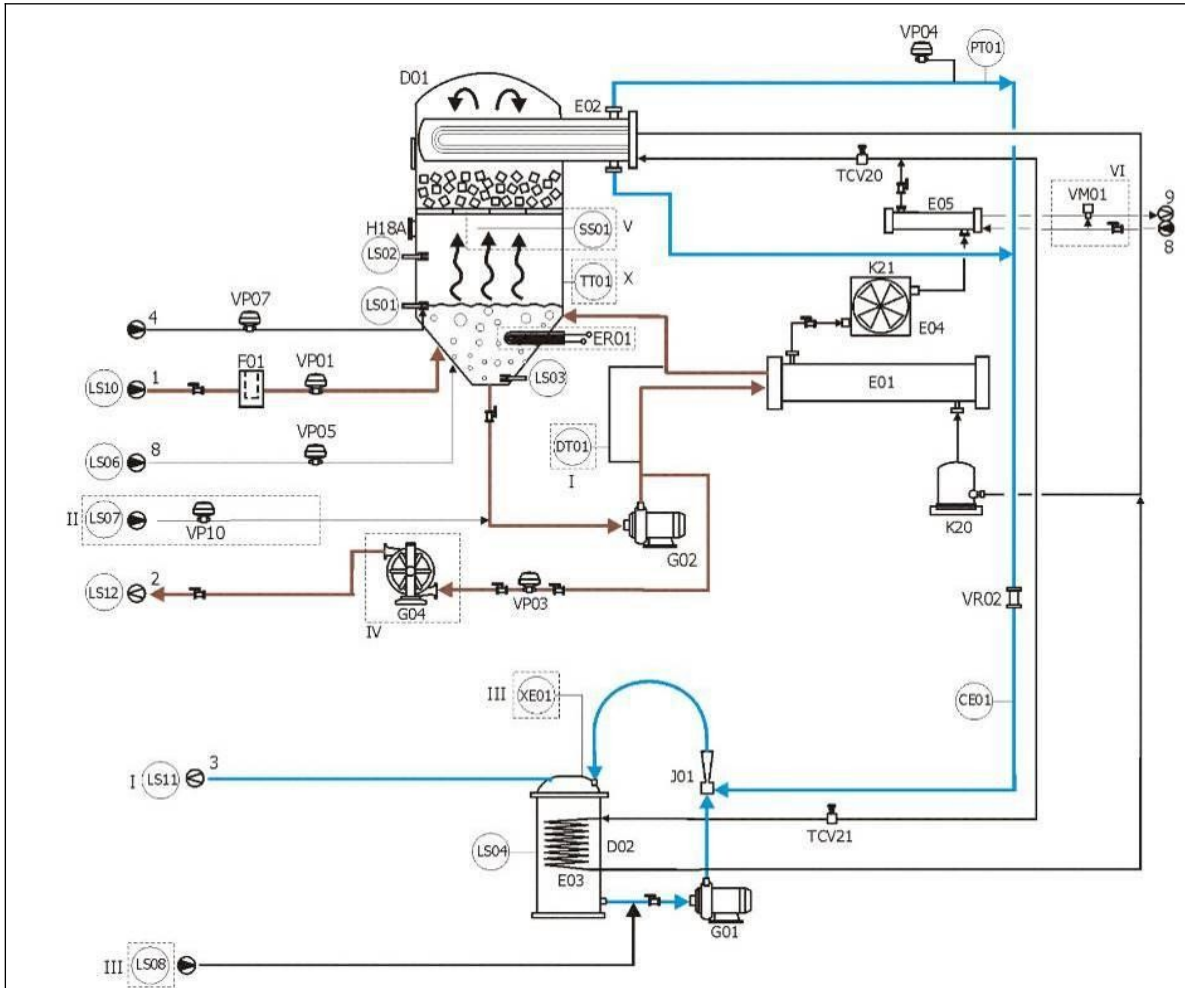 VP04
PT01
D01
E02
TCV20
VI
VM01
9
E05
8
H18A
SS01
V
LS02
K21
TT01
X
LS01
VP07
E04
4
ER01
F01
VP01
LS10
1
LS03
E01
VP05
8
LS06
DT01
I
II
LS07
VP10
K20
G02
2
LS12
VP03
G04
VR02
IV
III
XE01
CE01
3
I
LS11
J01
TCV21
LS04
D02
E03
G01
III
LS08